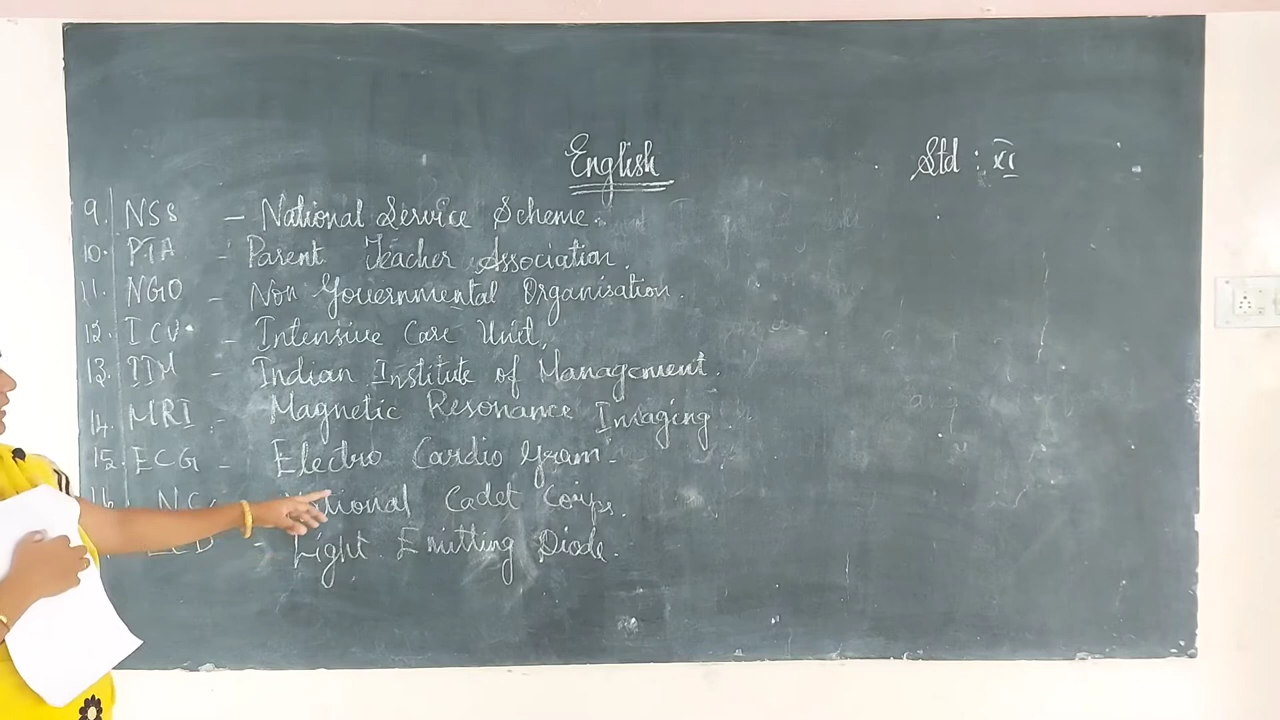 English
Std : XI
9. NSS - National Service Scheme.
10. PTA - Parent Teacher Association.
11. NGO - Non Governmental Organisation.
12. ICU - Intensive Care Unit,
13. IIM - Indian Institute of Management.
14. MRI - Magnetic Resonance Imaging.
15. ECG - Electro Cardio Gram.
16. Cadet Corps.
- Light Emitting Diode.